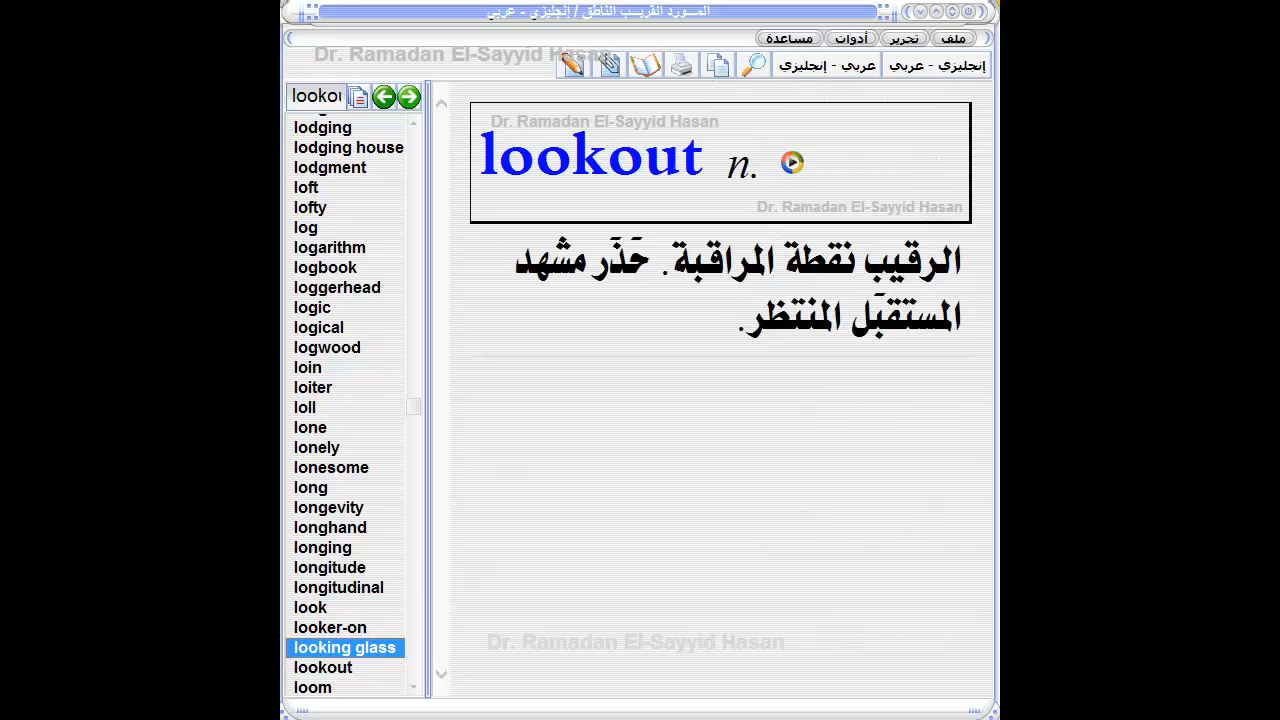 المــورد القريــب الناطق / إنجليزي - عربي
ملف
تحرير
أدوات
مساعدة
Dr. Ramadan El-Sayyid Hasan
إنجليزي - عربي
عربي - إنجليزي
lookou
lodging
lodging house
lodgment
loft
lofty
log
logarithm
logbook
loggerhead
logic
logical
logwood
loin
loiter
loll
lone
lonely
lonesome
long
longevity
longhand
longing
longitude
longitudinal
look
looker-on
looking glass
lookout
loom
Dr. Ramadan El-Sayyid Hasan
lookout n.
Dr. Ramadan El-Sayyid Hasan
الرقيب نقطة المراقبة. حَذَر مشهد
المستقبَل المنتظر.
Dr. Ramadan El-Sayyid Hasan